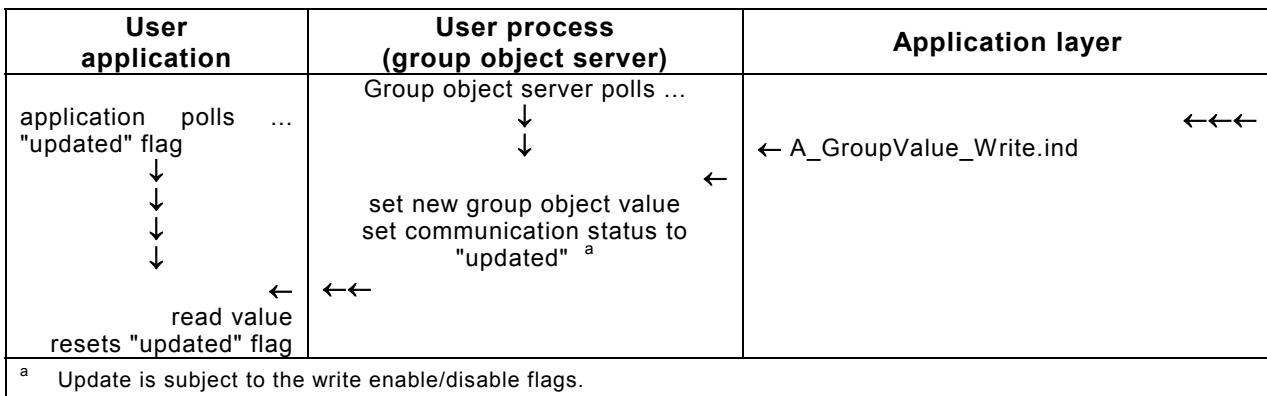 User application
User process (group object server)
Application layer
application polls ...
"updated" flag
↓
↓
↓
↓
←
read value
resets "updated" flag
Group object server polls ...
↓
↓
←
set new group object value
set communication status to
"updated" a
←←
←←←
← A_GroupValue_Write.ind
a Update is subject to the write enable/disable flags.